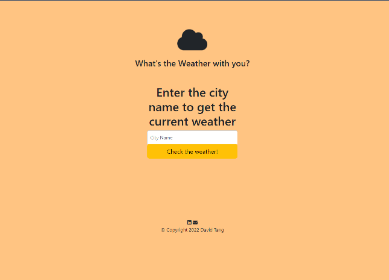 What's the Weather with you?
Enter the city
name to get the
current weather
City Name
Check the weather!
© Copyright 2022 David Tang